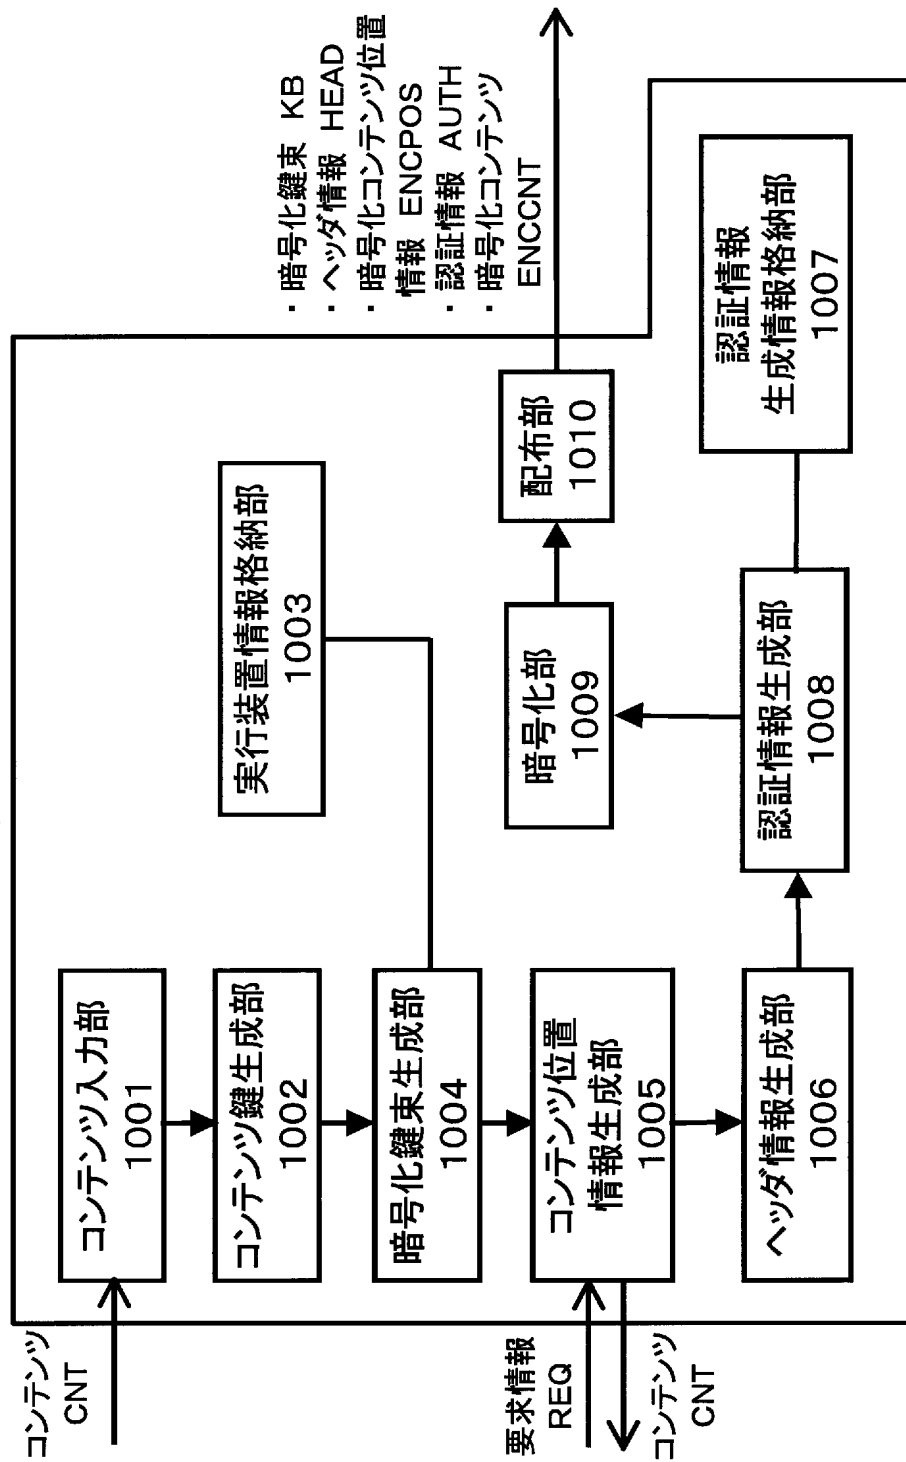 コンテンツ
CNT
コンテンツ入力部
1001
コンテンツ鍵生成部
1002
実行装置情報格納部
1003
暗号化鍵束生成部
1004
要求情報
REQ
コンテンツ
CNT
コンテンツ位置
情報生成部
1005
ヘッダ情報生成部
1006
認証情報
生成情報格納部
1007
認証情報生成部
1008
暗号化部
1009
配布部
1010
・ 暗号化鍵束 KB
・ ヘッダ情報 HEAD
・ 暗号化コンテンツ位置
情報 ENCPOS
・ 認証情報 AUTH
・ 暗号化コンテンツ
ENCCNT